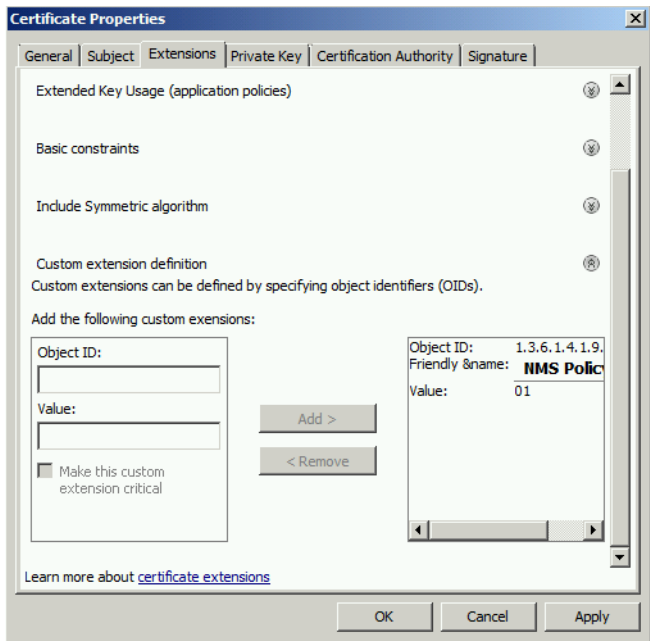 Certificate Properties
General Subject Extensions Private Key Certification Authority Signature
Extended Key Usage (application policies)
Basic constraints
Include Symmetric algorithm
Custom extension definition
Custom extensions can be defined by specifying object identifiers (OIDs).
Add the following custom exensions:
Object ID:
Value:
Make this custom
extension critical
Add >
< Remove
Object ID: 1.3.6.1.4.1.9.
Friendly &name: NMS Policy
Value: 01
Learn more about certificate extensions
OK Cancel Apply